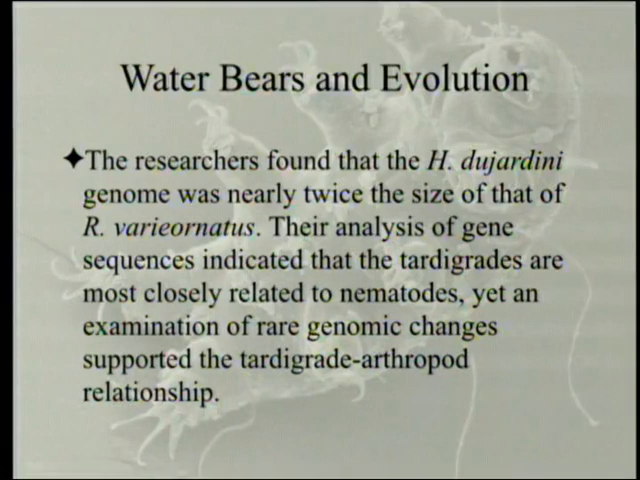 Water Bears and Evolution
✦The researchers found that the H. dujardini
genome was nearly twice the size of that of
R. varieornatus. Their analysis of gene
sequences indicated that the tardigrades are
most closely related to nematodes, yet an
examination of rare genomic changes
supported the tardigrade-arthropod
relationship.